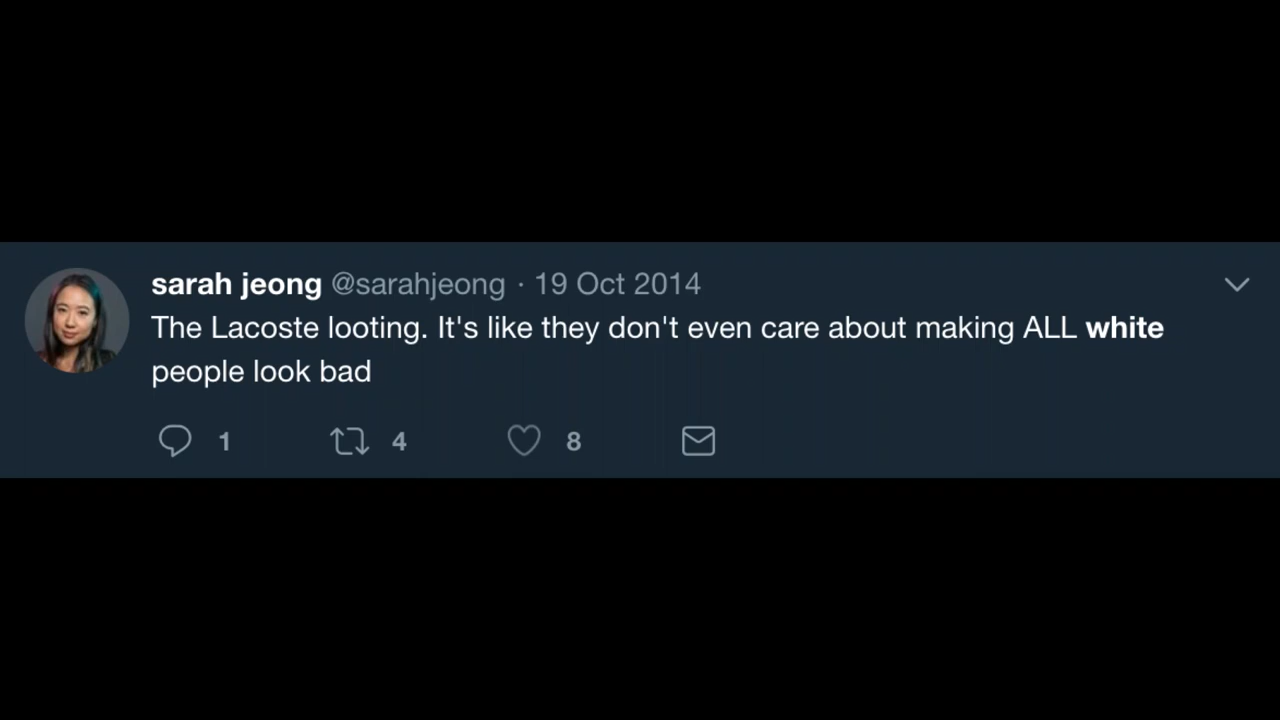 sarah jeong @sarahjeong · 19 Oct 2014
The Lacoste looting. It's like they don't even care about making ALL white
people look bad
1 4 8